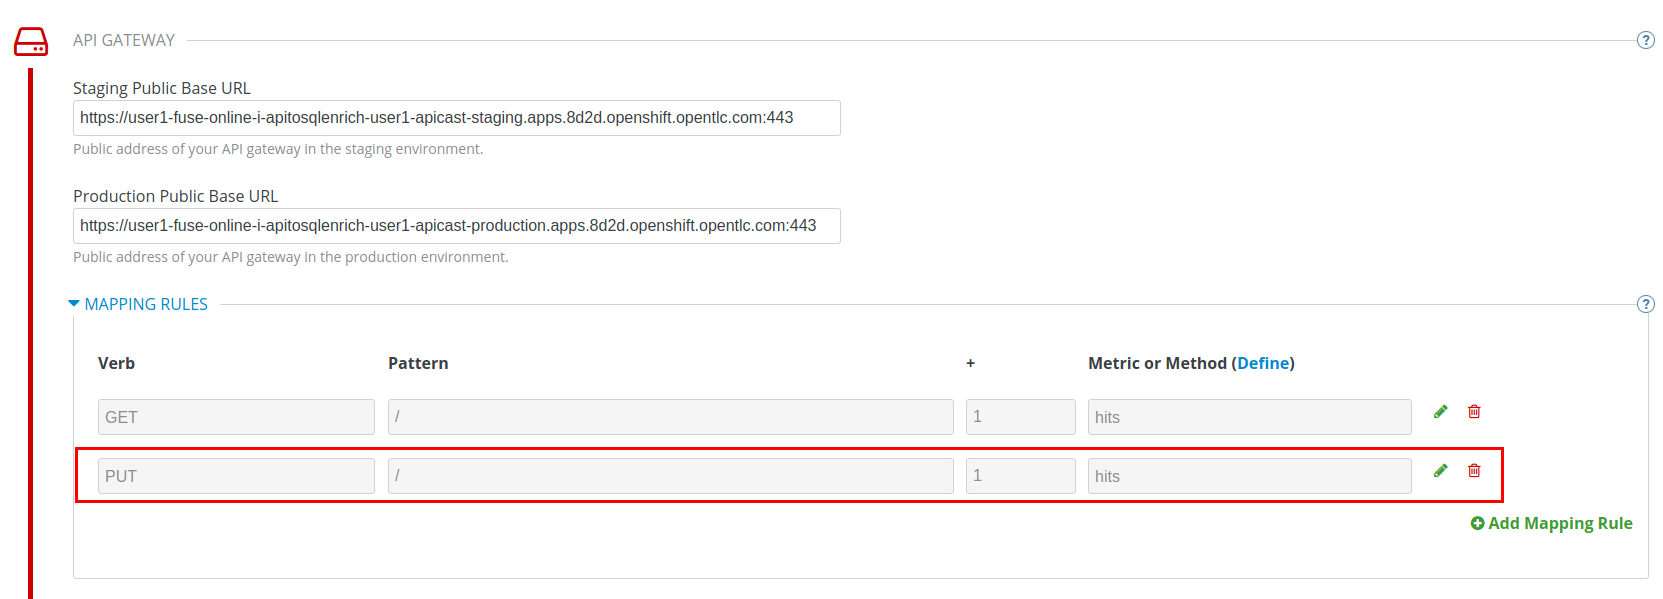 API GATEWAY
?
Staging Public Base URL
https://user1-fuse-online-i-apitosqlenrich-user1-apicast-staging.apps.8d2d.openshift.opentlc.com:443
Public address of your API gateway in the staging environment.
Production Public Base URL
https://user1-fuse-online-i-apitosqlenrich-user1-apicast-production.apps.8d2d.openshift.opentlc.com:443
Public address of your API gateway in the production environment.
MAPPING RULES
?
Verb Pattern + Metric or Method (Define)
GET / 1 hits
PUT / 1 hits
Add Mapping Rule